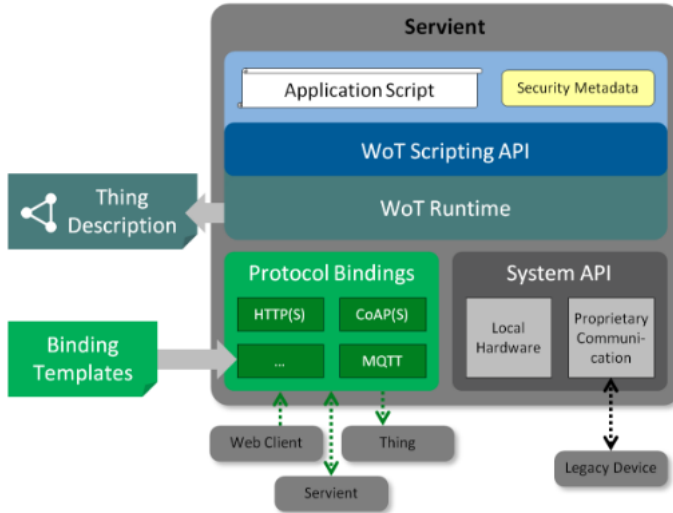 Servient
Application Script
Security Metadata
WoT Scripting API
Thing
Description
WoT Runtime
Protocol Bindings
System API
HTTP(S)
CoAP(S)
Local
Hardware
Proprietary
Communi-
cation
Binding
Templates
...
MQTT
Web Client
Thing
Servient
Legacy Device